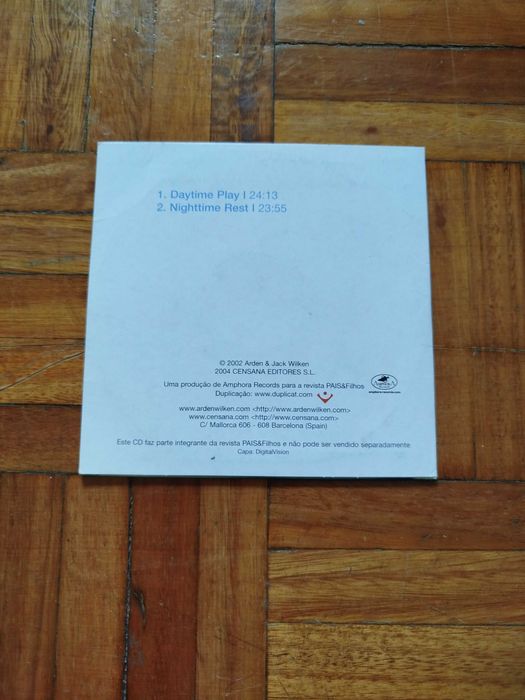 1. Daytime Play | 24:13
2. Nighttime Rest | 23:55
© 2002 Arden & Jack Wilken
2004 CENSANA EDITORES S.L.
Uma produção de Amphora Records para a revista PAIS&Filhos
Duplicação: www.duplicat.com
amphora-records.com
www.ardenwilken.com <http://www.ardenwilken.com>
www.censana.com <http://www.censana.com>
C/ Mallorca 606 - 608 Barcelona (Spain)
Este CD faz parte integrante da revista PAIS&Filhos e não pode ser vendido separadamente
Capa: DigitalVision